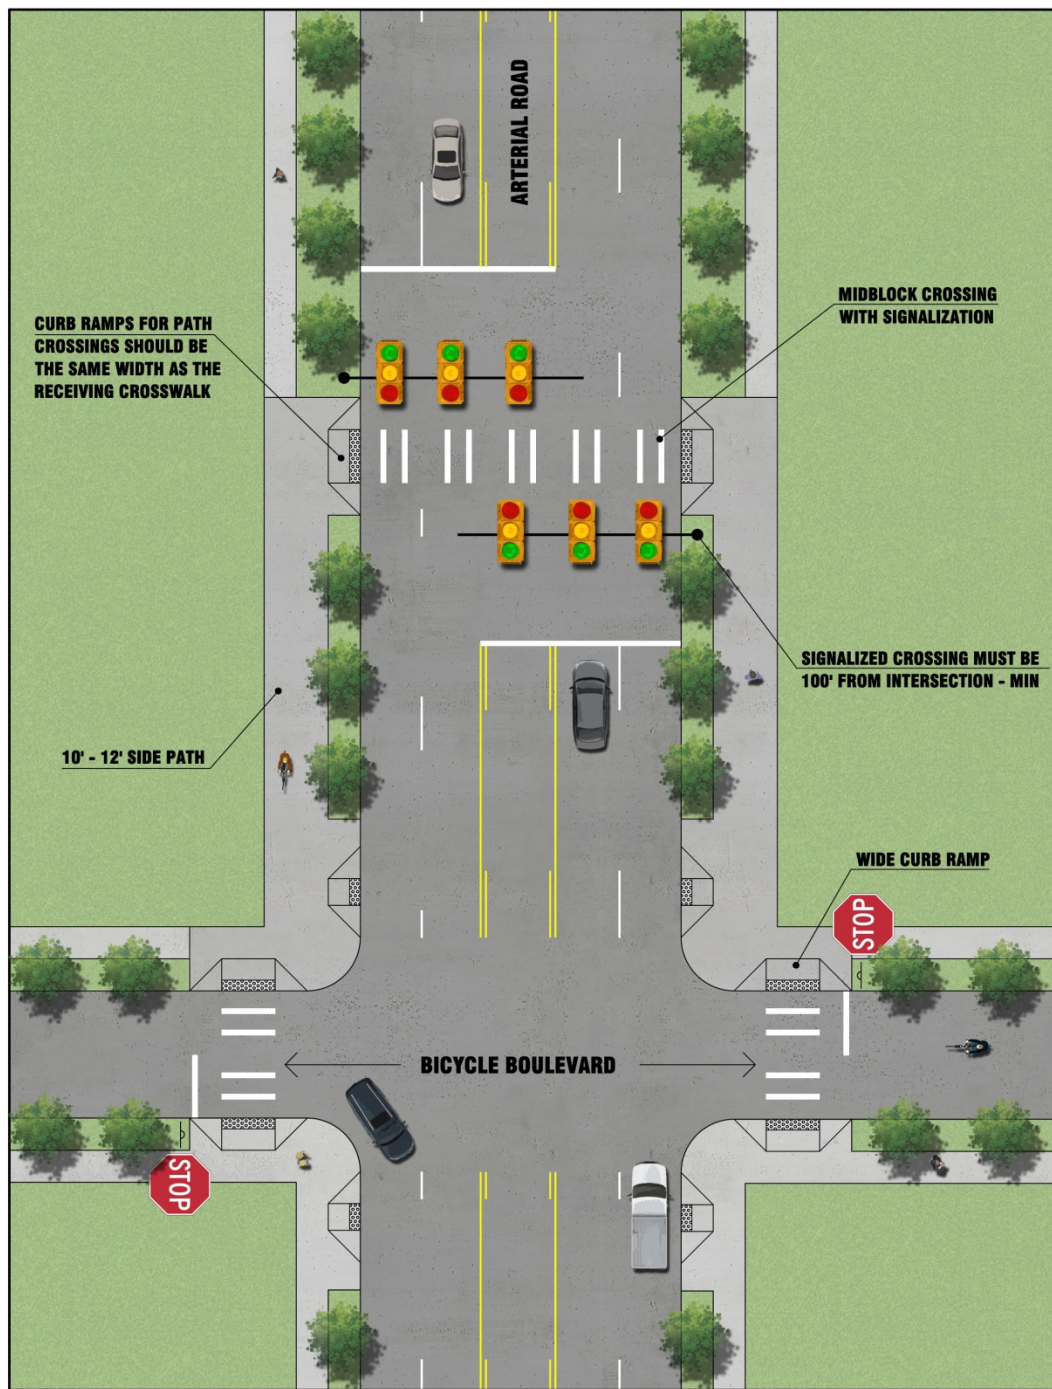 ARTERIAL ROAD
MIDBLOCK CROSSING
WITH SIGNALIZATION
CURB RAMPS FOR PATH
CROSSINGS SHOULD BE
THE SAME WIDTH AS THE
RECEIVING CROSSWALK
SIGNALIZED CROSSING MUST BE
100' FROM INTERSECTION - MIN
10' - 12' SIDE PATH
WIDE CURB RAMP
STOP
BICYCLE BOULEVARD
STOP